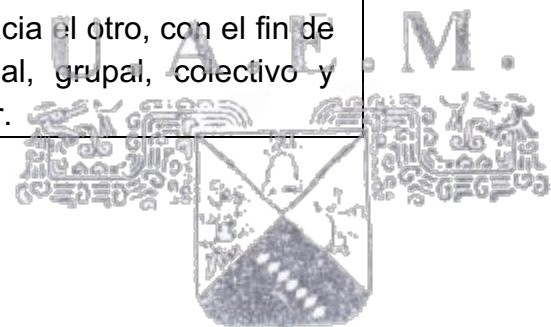 cia el otro, con el fin de
U. A. E. M.
al, grupal, colectivo y
r.